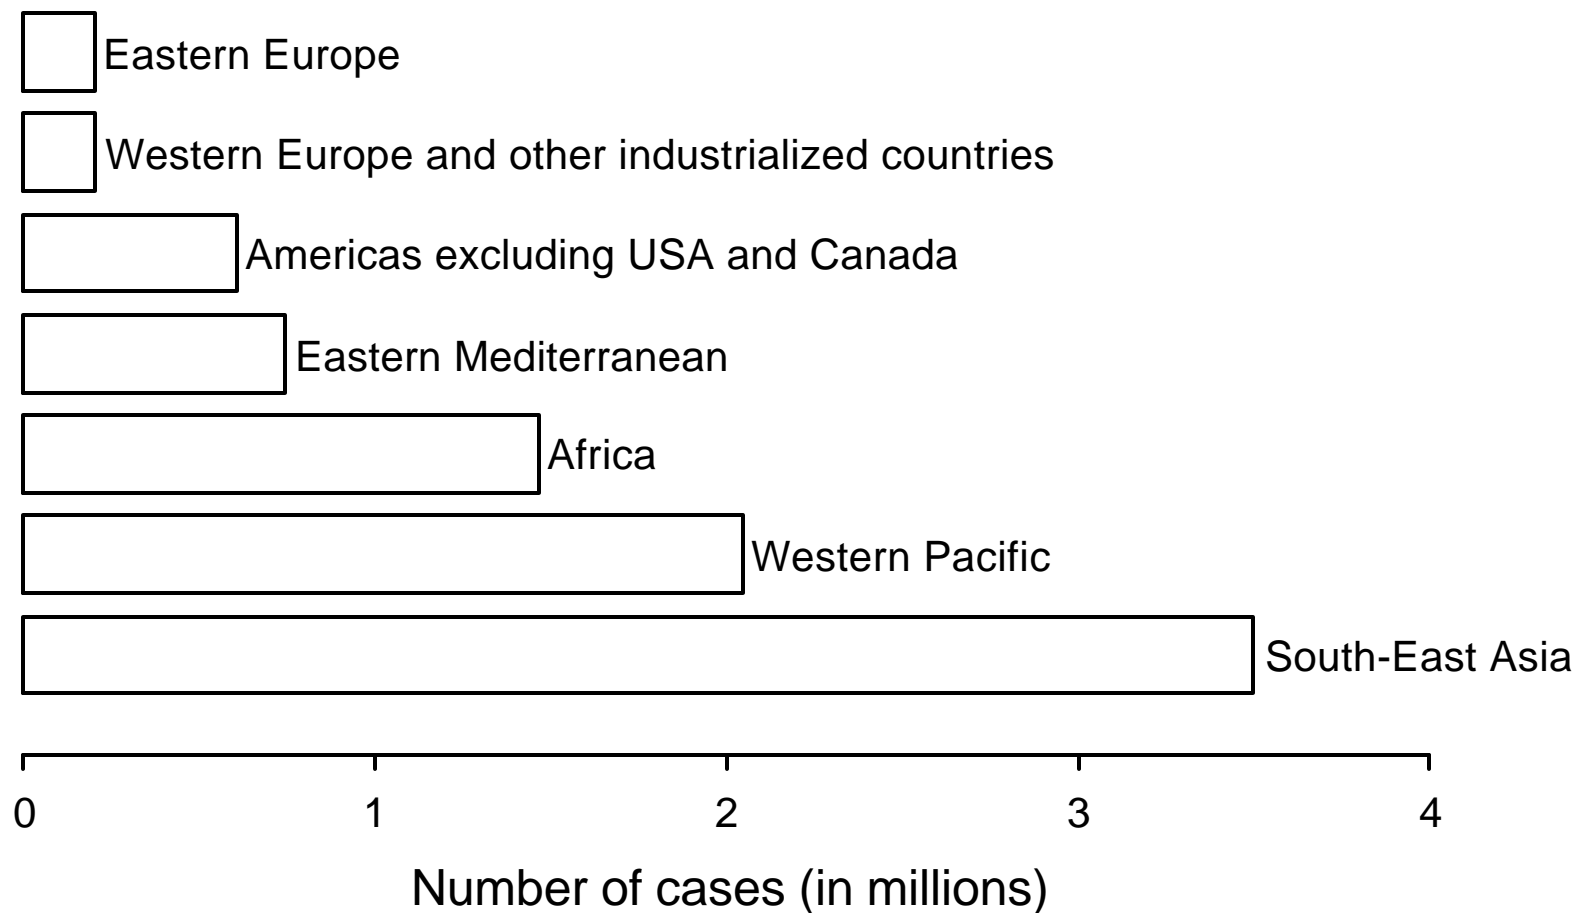 Eastern Europe
Western Europe and other industrialized countries
Americas excluding USA and Canada
Eastern Mediterranean
Africa
Western Pacific
South-East Asia
0 1 2 3 4
Number of cases (in millions)